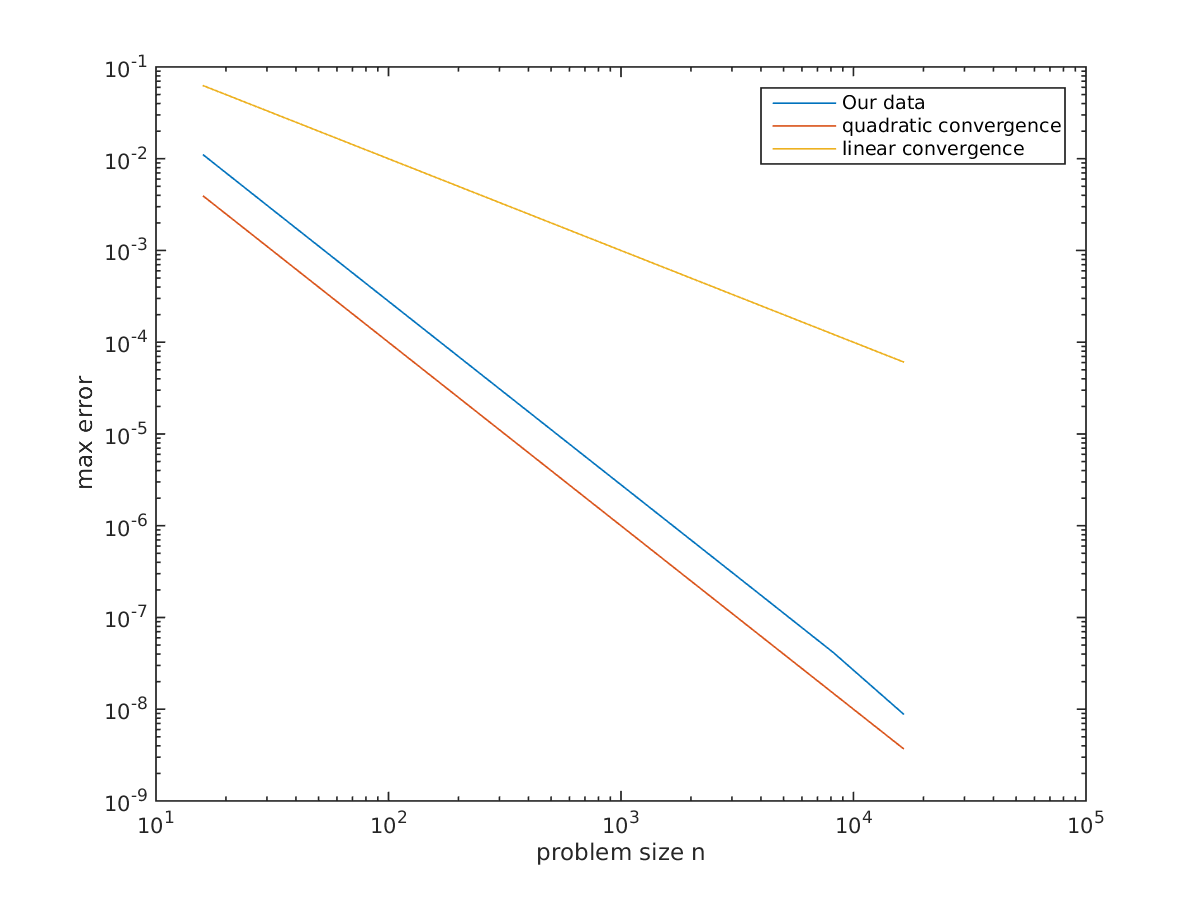 10^-1
10^-2
10^-3
10^-4
10^-5
10^-6
10^-7
10^-8
10^-9
max error
Our data
quadratic convergence
linear convergence
10^1 10^2 10^3 10^4 10^5
problem size n